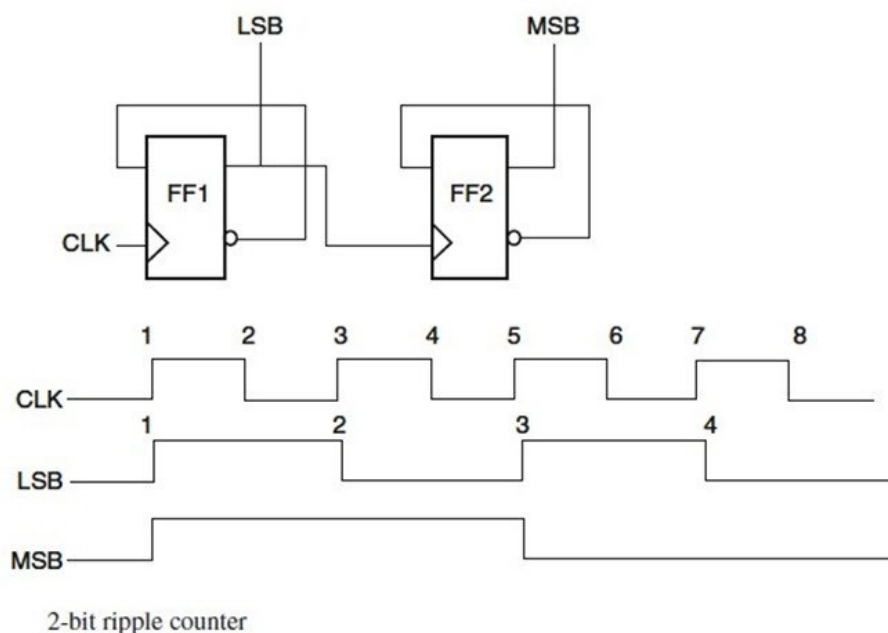 LSB MSB
FF1 FF2
CLK
1 2 3 4 5 6 7 8
CLK
1 2 3 4
LSB
MSB
2-bit ripple counter